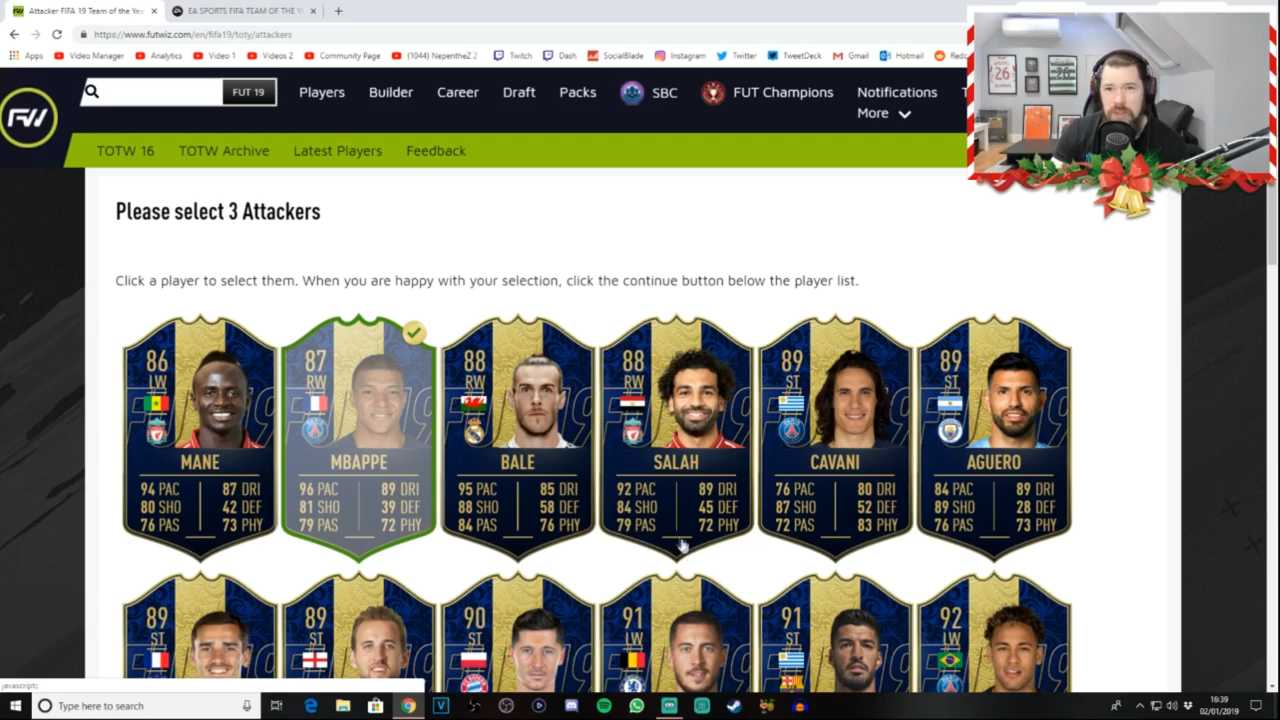 Attacker FIFA 19 Team of the Yea
EA SPORTS FIFA TEAM OF THE Y
https://www.futwiz.com/en/fifa19/toty/attackers
Apps
Video Manager
Analytics
Video 1
Videos 2
Community Page
(1044) NepentheZ 2
Twitch
Dash
SocialBlade
Instagram
Twitter
TweetDeck
Gmail
Hotmail
FW
FUT 19
Players
Builder
Career
Draft
Packs
SBC
FUT Champions
Notifications
More
TOTW 16
TOTW Archive
Latest Players
Feedback
26
26
Please select 3 Attackers
Click a player to select them. When you are happy with your selection, click the continue button below the player list.
86
LW
MANE
94 PAC 87 DRI
80 SHO 42 DEF
76 PAS 73 PHY
87
RW
MBAPPE
96 PAC 89 DRI
81 SHO 39 DEF
79 PAS 72 PHY
88
RW
BALE
95 PAC 85 DRI
88 SHO 58 DEF
84 PAS 76 PHY
88
RW
SALAH
92 PAC 89 DRI
84 SHO 45 DEF
79 PAS 72 PHY
89
ST
CAVANI
76 PAC 80 DRI
87 SHO 52 DEF
72 PAS 83 PHY
89
ST
AGUERO
84 PAC 89 DRI
89 SHO 28 DEF
76 PAS 73 PHY
89
ST
89
ST
90
ST
91
LW
91
ST
92
LW
javascript:
Type here to search
16:39
02/01/2019